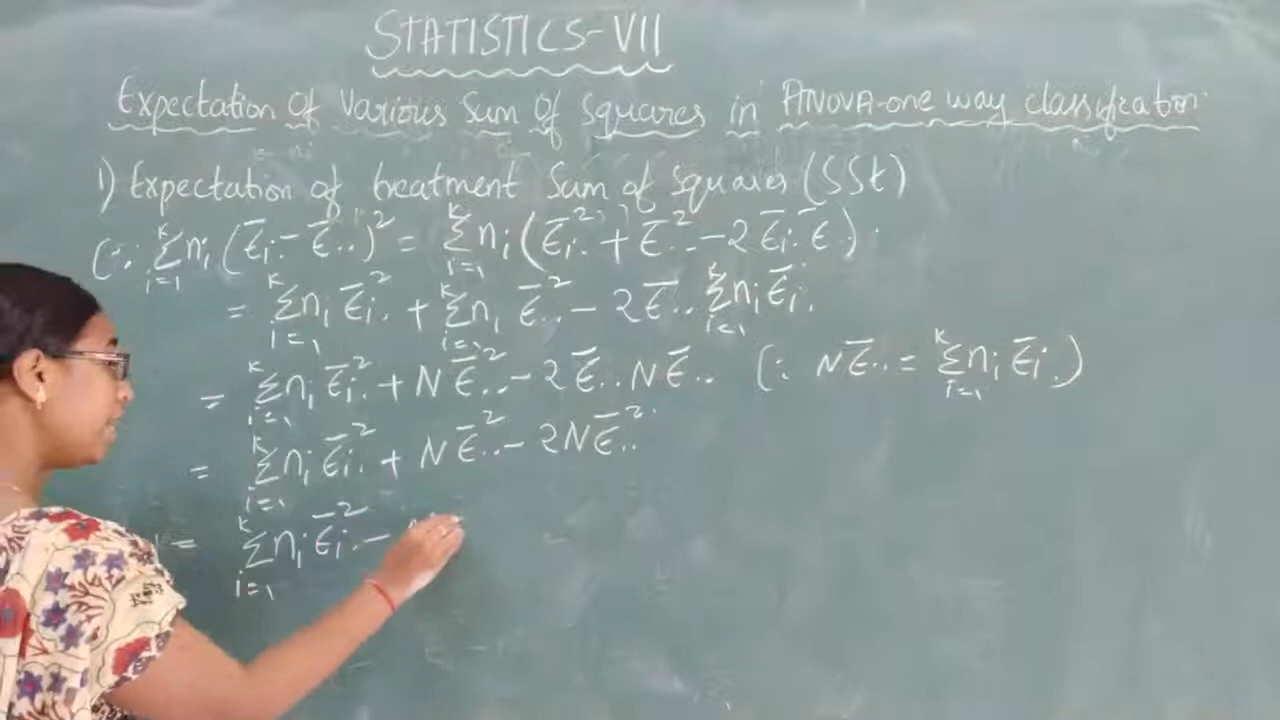 STATISTICS-VII
Expectation Of Various Sum Of Squares in ANOVA-one way classification
1) Expectation of treatment Sum of Squares (SSt)
(∵ Σ_{i=1}^{k} n_i (ε̄_i. - ε̄..)² = Σ_{i=1}^{k} n_i (ε̄_i.² + ε̄..² - 2 ε̄_i. ε̄.)
= Σ_{i=1}^{k} n_i ε̄_i.² + Σ_{i=1}^{k} n_i ε̄..² - 2 ε̄.. Σ_{i=1}^{k} n_i ε̄_i.
= Σ_{i=1}^{k} n_i ε̄_i.² + N ε̄..² - 2 ε̄.. N ε̄.. (∵ N ε̄.. = Σ_{i=1}^{k} n_i ε̄_i.)
= Σ_{i=1}^{k} n_i ε̄_i.² + N ε̄..² - 2N ε̄..²
= Σ_{i=1}^{k} n_i ε̄_i.² -